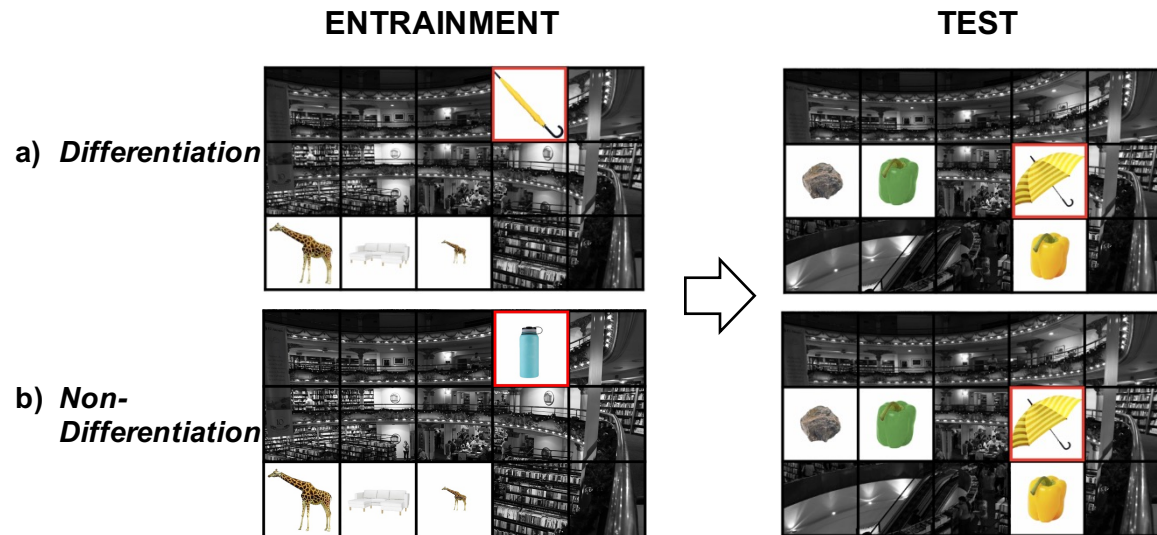 ENTRAINMENT
TEST
a) Differentiation
b) Non-
Differentiation